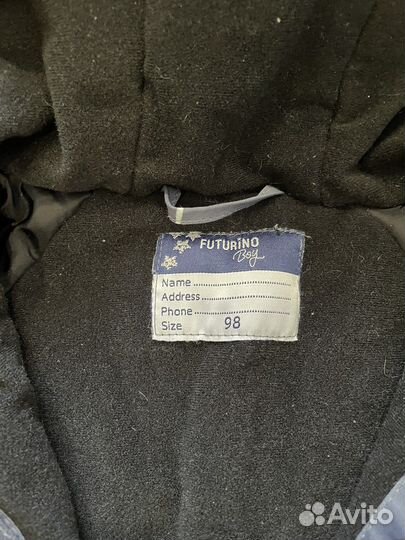 FUTURiNO
Boy
Name
Address
Phone
Size 98
Avito